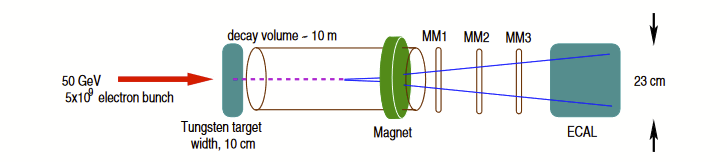 decay volume ~ 10 m
MM1
MM2
MM3
50 GeV
5x10⁹ electron bunch
23 cm
Tungsten target
width, 10 cm
Magnet
ECAL